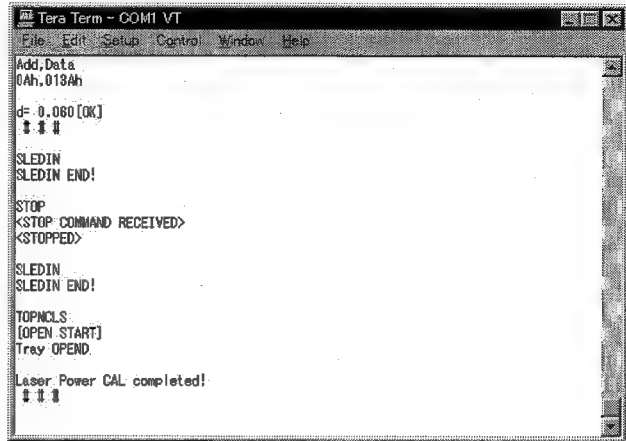 Tera Term - COM1 VT
File Edit Setup Control Window Help
Add,Data
0Ah,013Ah
d= 0.060[OK]
# # #
SLEDIN
SLEDIN END!
STOP
<STOP COMMAND RECEIVED>
<STOPPED>
SLEDIN
SLEDIN END!
TOPNCLS
[OPEN START]
Tray OPEND
Laser Power CAL completed!
# # #